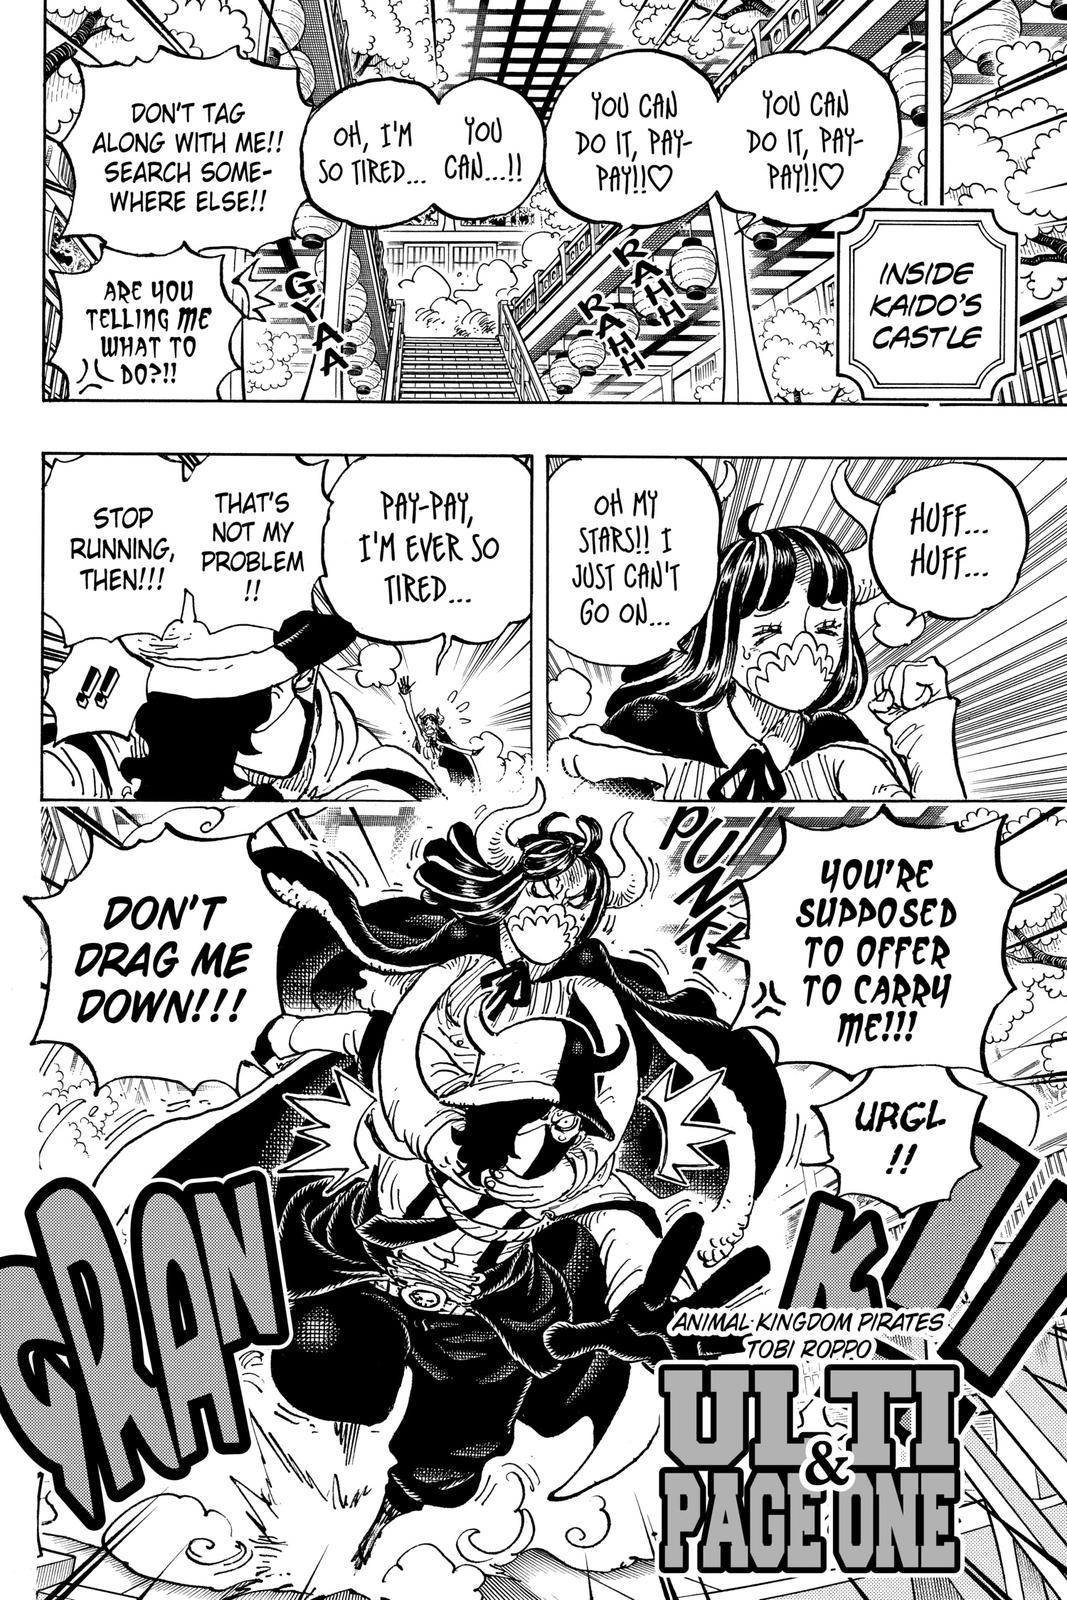 INSIDE
KAIDO'S
CASTLE
YOU CAN
DO IT, PAY-
PAY!!♡
YOU CAN
DO IT, PAY-
PAY!!♡
RAHH
RAHH
YOU
CAN...!!
OH, I'M
SO TIRED...
DON'T TAG
ALONG WITH ME!!
SEARCH SOME-
WHERE ELSE!!
GYAA
ARE YOU
TELLING ME
WHAT TO
DO?!!
HUFF...
HUFF...
OH MY
STARS!! I
JUST CAN'T
GO ON...
PAY-PAY,
I'M EVER SO
TIRED...
THAT'S
NOT MY
PROBLEM
!!
STOP
RUNNING,
THEN!!!
!!
YOU'RE
SUPPOSED
TO OFFER
TO CARRY
ME!!!
PUNK!
DON'T
DRAG ME
DOWN!!!
URGL
!!
GRAN
KII
ANIMAL KINGDOM PIRATES
TOBI ROPPO
ULTI
&
PAGE ONE